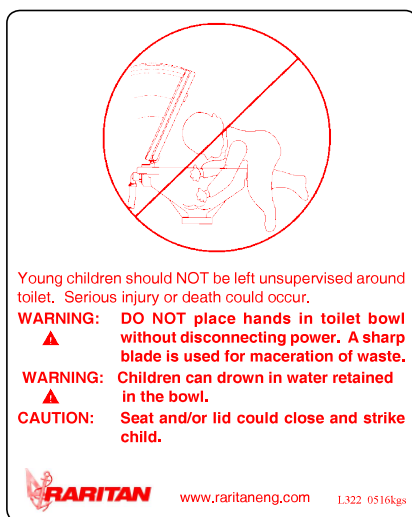 Young children should NOT be left unsupervised around
toilet. Serious injury or death could occur.
WARNING: DO NOT place hands in toilet bowl
without disconnecting power. A sharp
blade is used for maceration of waste.
WARNING: Children can drown in water retained
in the bowl.
CAUTION: Seat and/or lid could close and strike
child.
RARITAN www.raritaneng.com L322 0516kgs